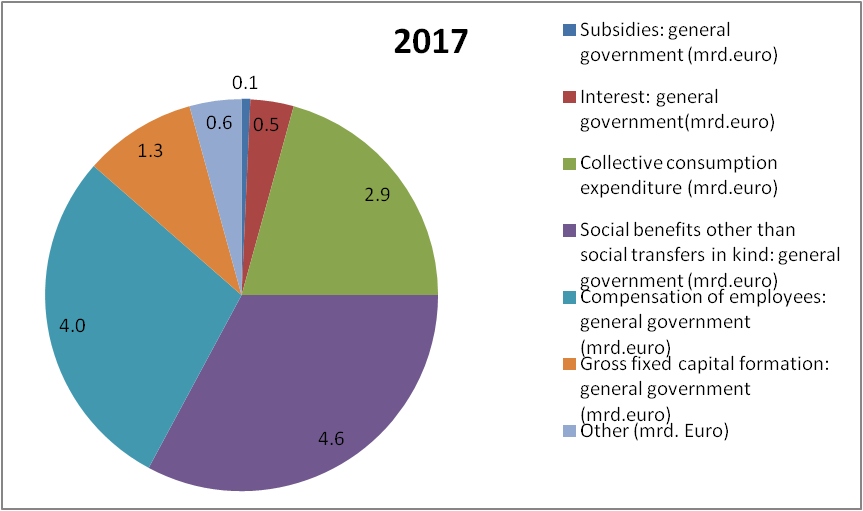 2017
0.1
0.5
2.9
4.6
4.0
1.3
0.6
Subsidies: general
government (mrd.euro)
Interest: general
government(mrd.euro)
Collective consumption
expenditure (mrd.euro)
Social benefits other than
social transfers in kind: general
government (mrd.euro)
Compensation of employees:
general government
(mrd.euro)
Gross fixed capital formation:
general government
(mrd.euro)
Other (mrd. Euro)